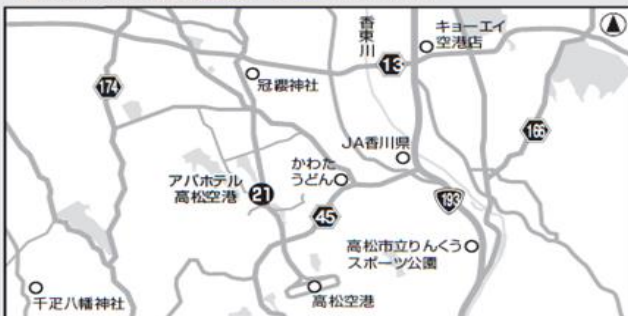 香東川
キョーエイ
空港店
13
174
冠纓神社
166
JA香川県
かわた
うどん
アパホテル
高松空港
21
193
45
高松市立りんくう
スポーツ公園
千疋八幡神社
高松空港